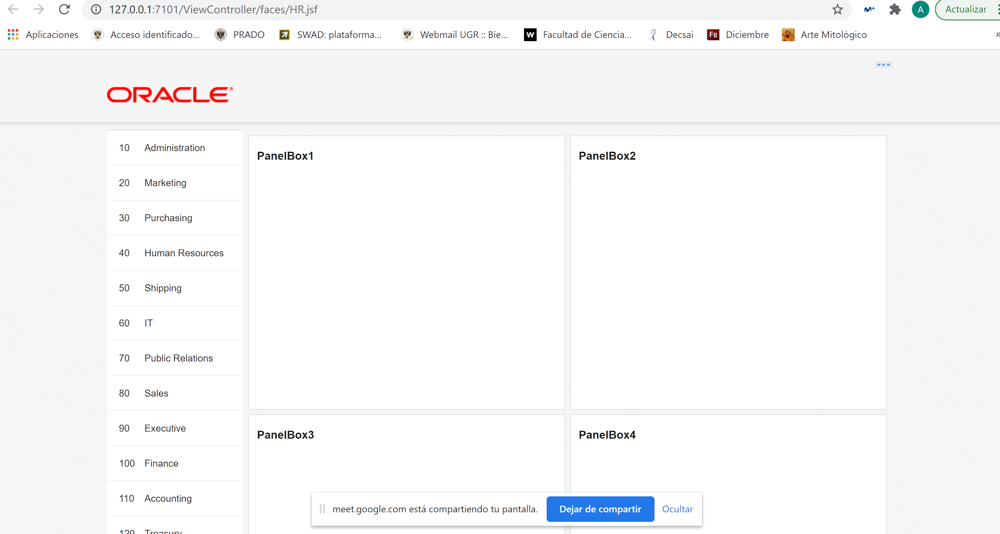 127.0.0.1:7101/ViewController/faces/HR.jsf
A
Actualizar
Aplicaciones
Acceso identificado...
PRADO
SWAD: plataforma...
Webmail UGR :: Bie...
W
Facultad de Ciencia...
Decsai
FB
Diciembre
Arte Mitológico
»
ORACLE
10 Administration
20 Marketing
30 Purchasing
40 Human Resources
50 Shipping
60 IT
70 Public Relations
80 Sales
90 Executive
100 Finance
110 Accounting
120 Treasury
PanelBox1
PanelBox2
PanelBox3
PanelBox4
meet.google.com está compartiendo tu pantalla.
Dejar de compartir
Ocultar